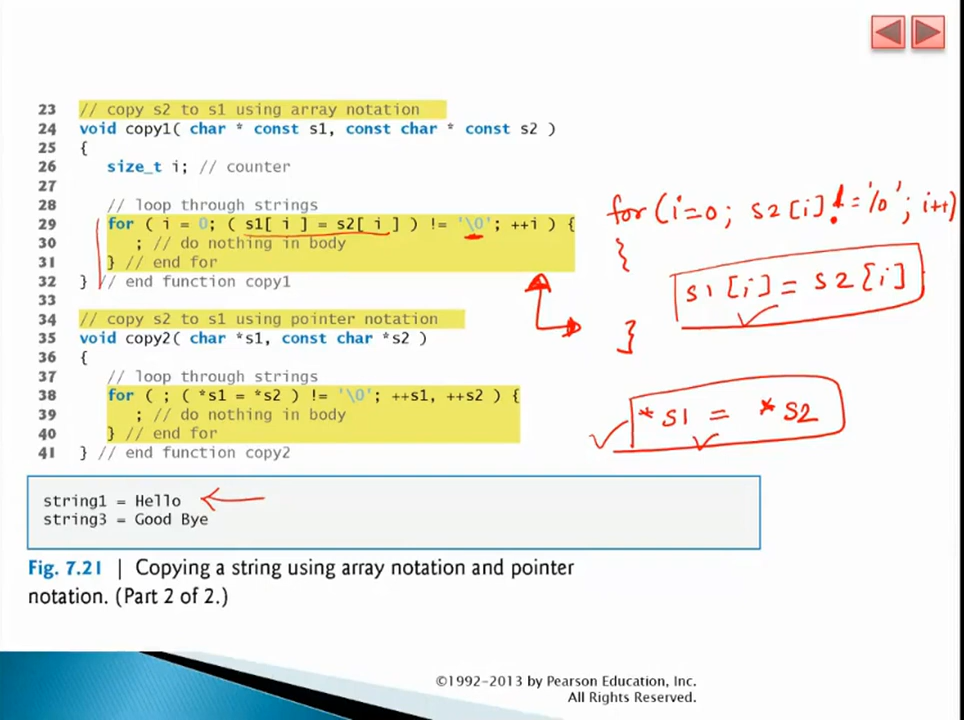 23 // copy s2 to s1 using array notation
24 void copy1( char * const s1, const char * const s2 )
25 {
26 size_t i; // counter
27
28 // loop through strings
29 for ( i = 0; ( s1[ i ] = s2[ i ] ) != '\0'; ++i ) {
30 ; // do nothing in body
31 } // end for
32 } // end function copy1
33
34 // copy s2 to s1 using pointer notation
35 void copy2( char *s1, const char *s2 )
36 {
37 // loop through strings
38 for ( ; ( *s1 = *s2 ) != '\0'; ++s1, ++s2 ) {
39 ; // do nothing in body
40 } // end for
41 } // end function copy2
for (i=0; s2[i] != '\0'; i++)
{
s1[i] = s2[i]
}
*s1 = *s2
string1 = Hello
string3 = Good Bye
Fig. 7.21 | Copying a string using array notation and pointer
notation. (Part 2 of 2.)
©1992-2013 by Pearson Education, Inc.
All Rights Reserved.